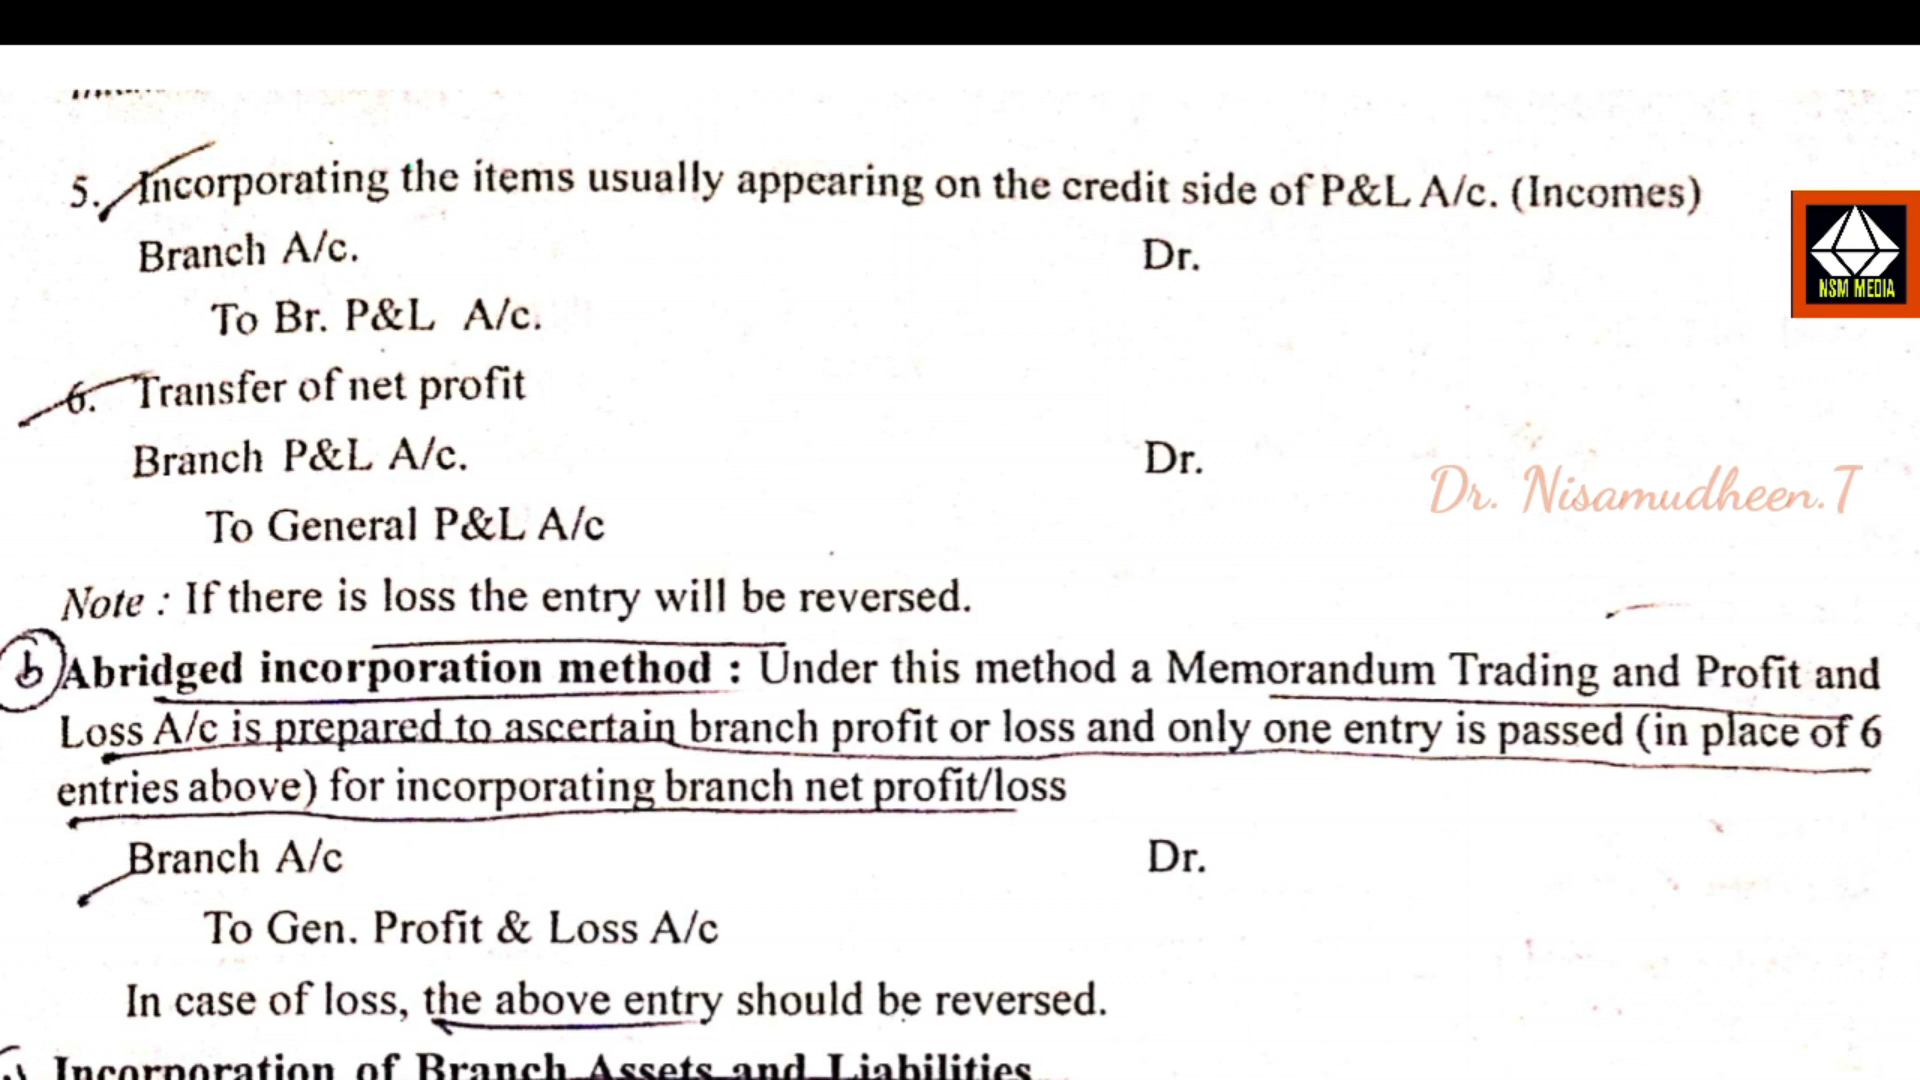 5. Incorporating the items usually appearing on the credit side of P&L A/c. (Incomes)
Branch A/c. Dr.
To Br. P&L A/c.
6. Transfer of net profit
Branch P&L A/c. Dr.
To General P&L A/c
Note : If there is loss the entry will be reversed.
b) Abridged incorporation method : Under this method a Memorandum Trading and Profit and
Loss A/c is prepared to ascertain branch profit or loss and only one entry is passed (in place of 6
entries above) for incorporating branch net profit/loss
Branch A/c Dr.
To Gen. Profit & Loss A/c
In case of loss, the above entry should be reversed.
Incorporation of Branch Assets and Liabilities
NSM MEDIA
Dr. Nisamudheen.T